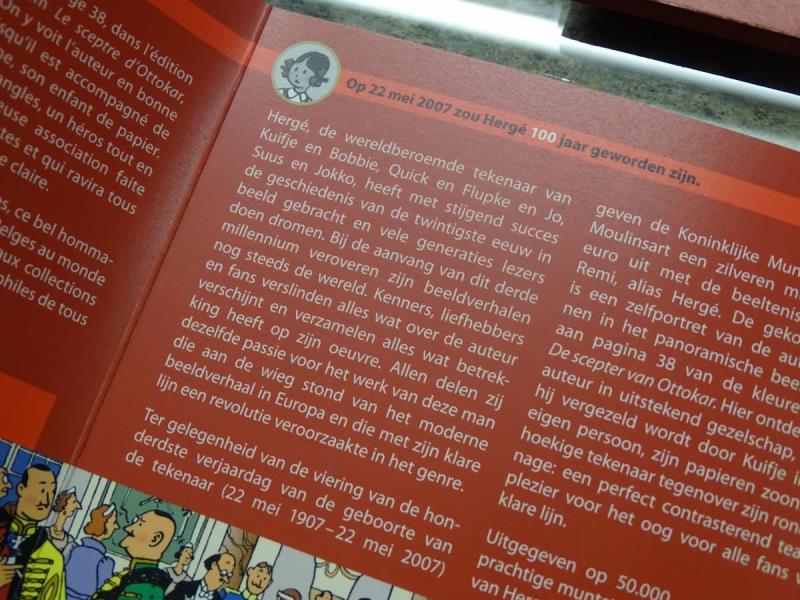 ge 38, dans l'édition
Le sceptre d'Ottokar,
n y voit l'auteur en bonne
squ'il est accompagné de
e, son enfant de papier.
angles, un héros tout en
euse association faite
tes et qui ravira tous
e claire.
s, ce bel homma-
elges au monde
aux collections
philes de tous
Op 22 mei 2007 zou Hergé 100 jaar geworden zijn.
Hergé, de wereldberoemde tekenaar van
Kuifje en Bobbie, Quick en Flupke en Jo,
Suus en Jokko, heeft met stijgend succes
de geschiedenis van de twintigste eeuw in
beeld gebracht en vele generaties lezers
doen dromen. Bij de aanvang van dit derde
millennium veroveren zijn beeldverhalen
nog steeds de wereld. Kenners, liefhebbers
en fans verslinden alles wat over de auteur
verschijnt en verzamelen alles wat betrek-
king heeft op zijn oeuvre. Allen delen zij
dezelfde passie voor het werk van deze man
die aan de wieg stond van het moderne
beeldverhaal in Europa en die met zijn klare
lijn een revolutie veroorzaakte in het genre.
Ter gelegenheid van de viering van de hon-
derdste verjaardag van de geboorte van
de tekenaar (22 mei 1907–22 mei 2007)
geven de Koninklijke Mun
Moulinsart een zilveren m
euro uit met de beeltenis
Remi, alias Hergé. De geko
is een zelfportret van de au
nen in het panoramische bee
aan pagina 38 van de kleure
De scepter van Ottokar. Hier ontde
auteur in uitstekend gezelschap,
hij vergezeld wordt door Kuifje i
eigen persoon, zijn papieren zoon
hoekige tekenaar tegenover zijn ron
nage: een perfect contrasterend tea
plezier voor het oog voor alle fans v
klare lijn.
Uitgegeven op 50.000
prachtige munte
van Her